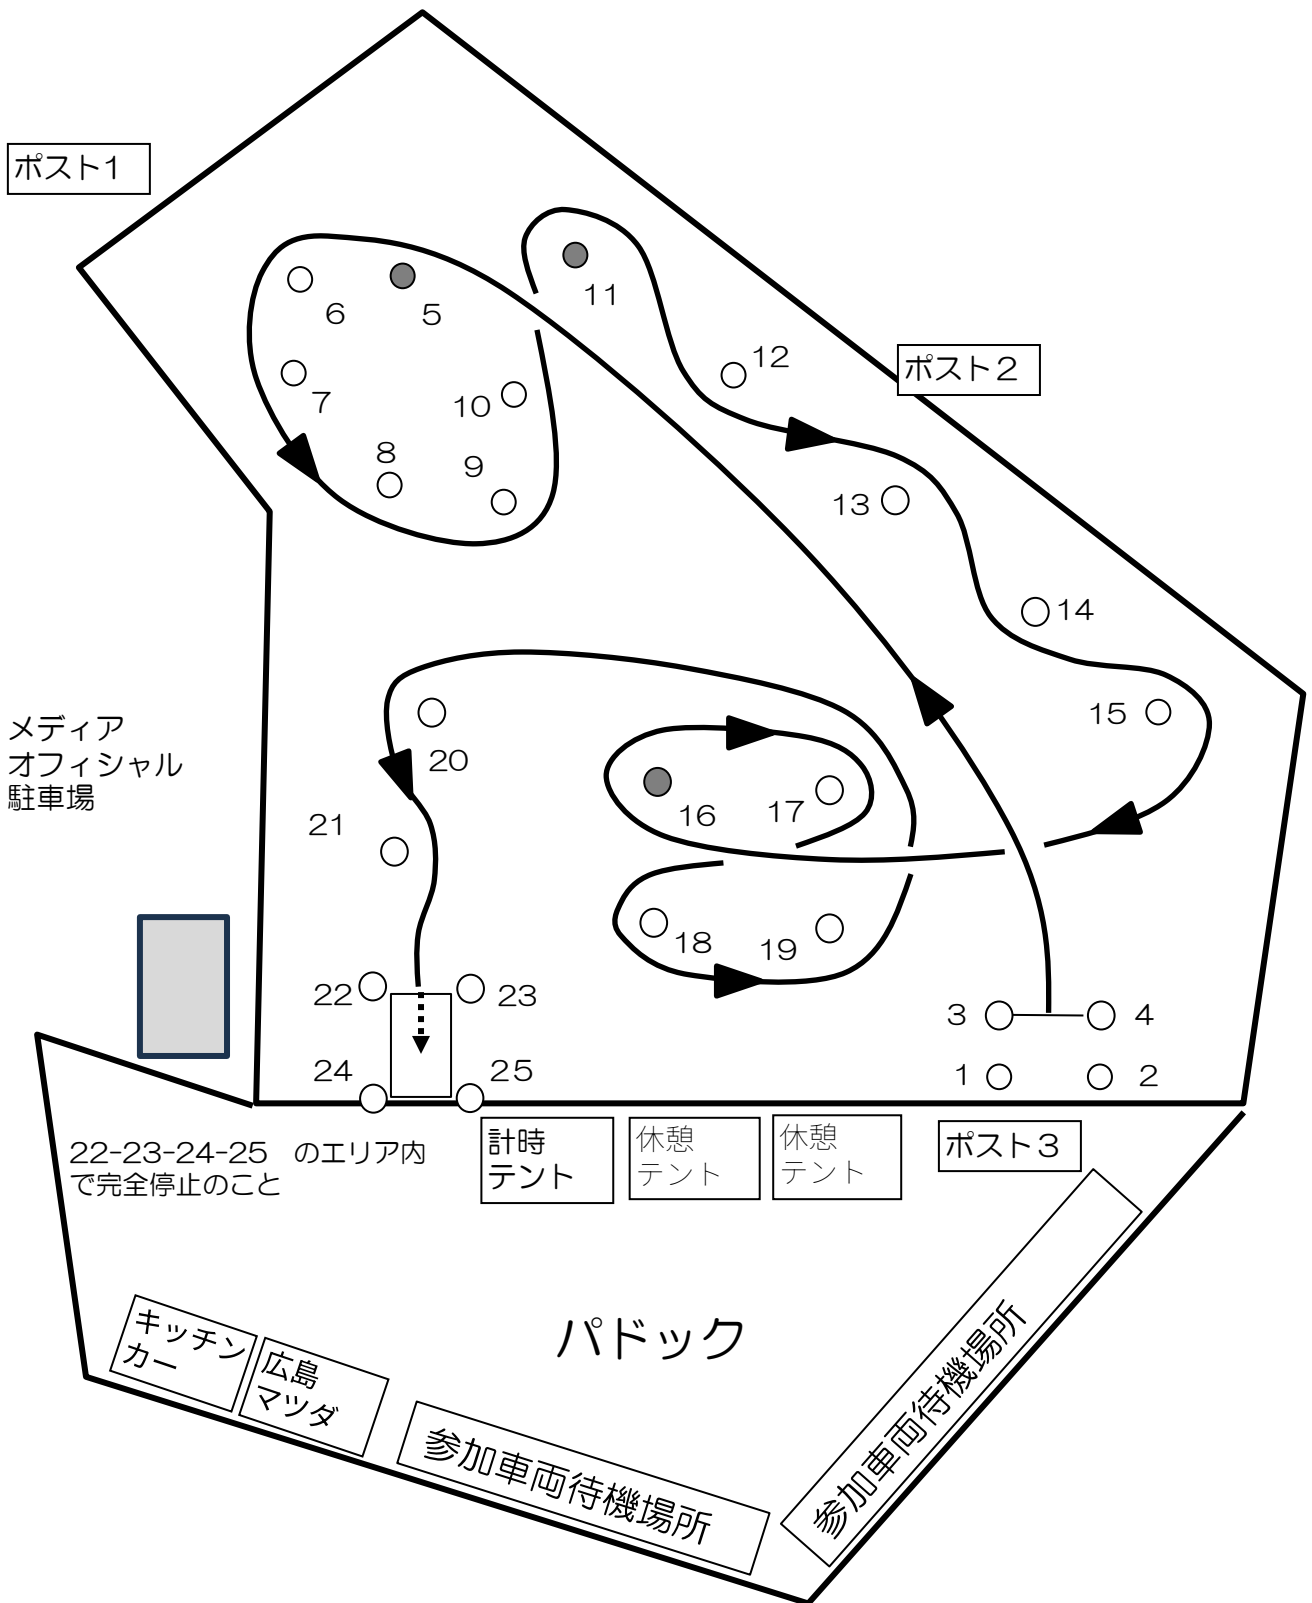 ポスト1
11
6
5
12
ポスト2
7
10
8
9
13
14
15
メディア
オフィシャル
駐車場
20
16
17
21
18
19
22
23
3
4
24
25
1
2
22-23-24-25 のエリア内
で完全停止のこと
計時
テント
休憩
テント
休憩
テント
ポスト3
キッチン
カー
広島
マツダ
パドック
参加車両待機場所
参加車両待機場所